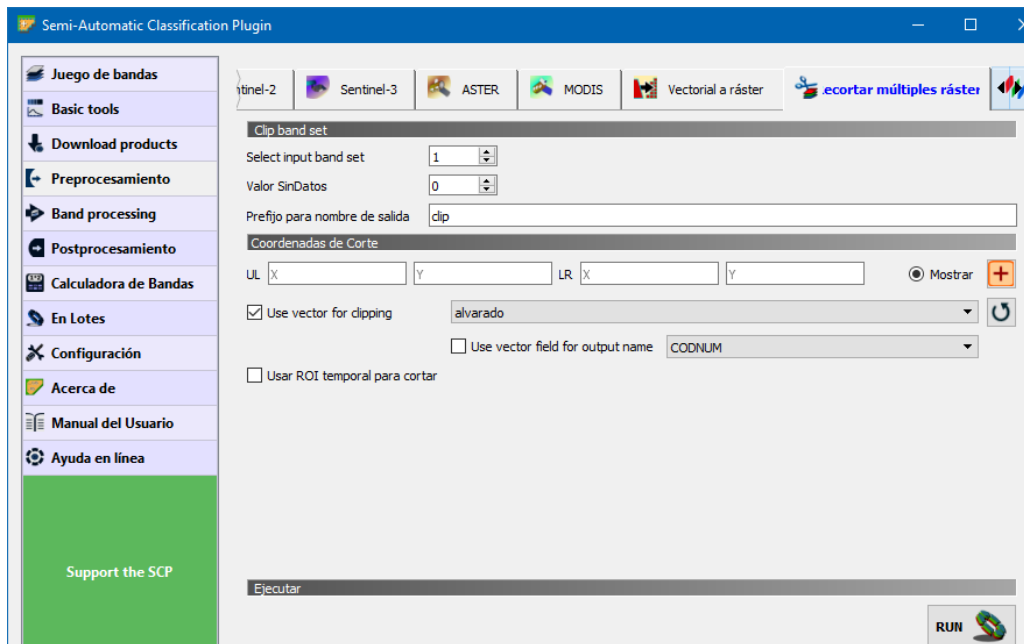 Semi-Automatic Classification Plugin
Juego de bandas
Basic tools
Download products
Preprocesamiento
Band processing
Postprocesamiento
Calculadora de Bandas
En Lotes
Configuración
Acerca de
Manual del Usuario
Ayuda en línea
Support the SCP
ntinel-2 Sentinel-3 ASTER MODIS Vectorial a ráster ecortar múltiples ráster
Clip band set
Select input band set 1
Valor SinDatos 0
Prefijo para nombre de salida clip
Coordenadas de Corte
UL X Y LR X Y Mostrar
Use vector for clipping alvarado
Use vector field for output name CODNUM
Usar ROI temporal para cortar
Ejecutar
RUN